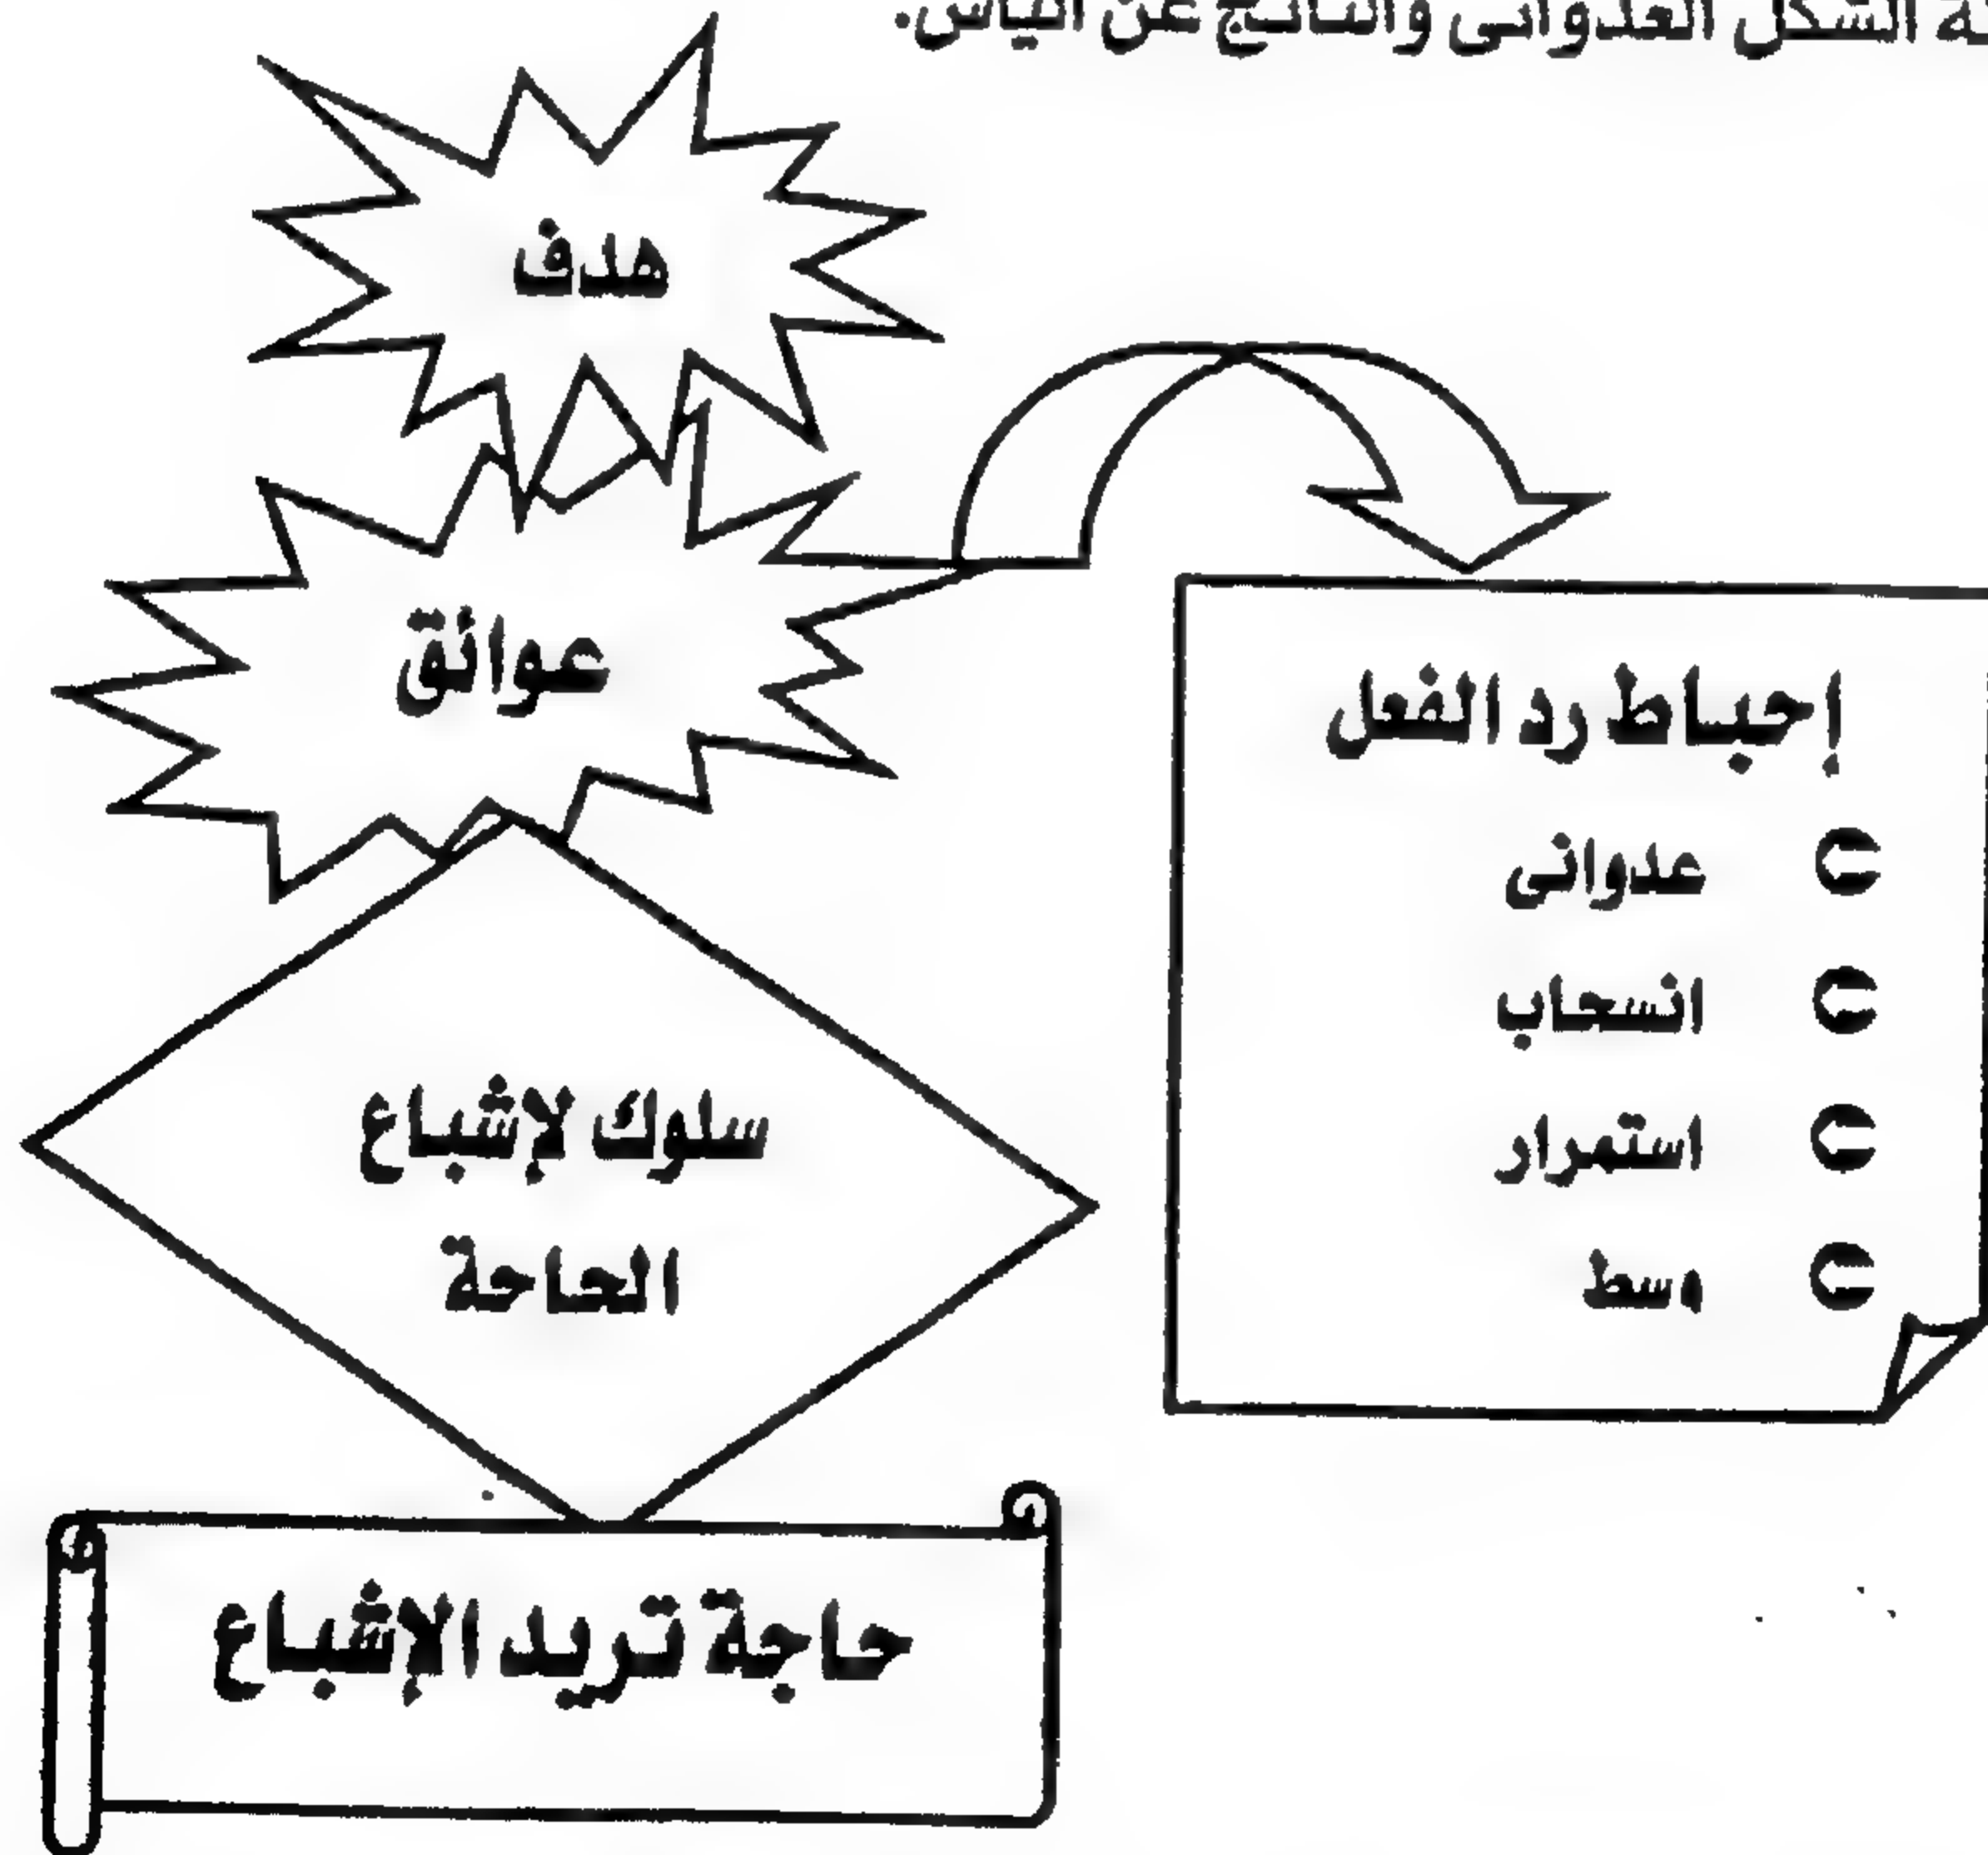 الشكل العدوانى والناتج عن اليأس.
هدف
عوائق
إحباط رد الفعل
عدوانى
انسحاب
استمرار
وسط
سلوك لإشباع
الحاجة
حاجة تريد الإشباع